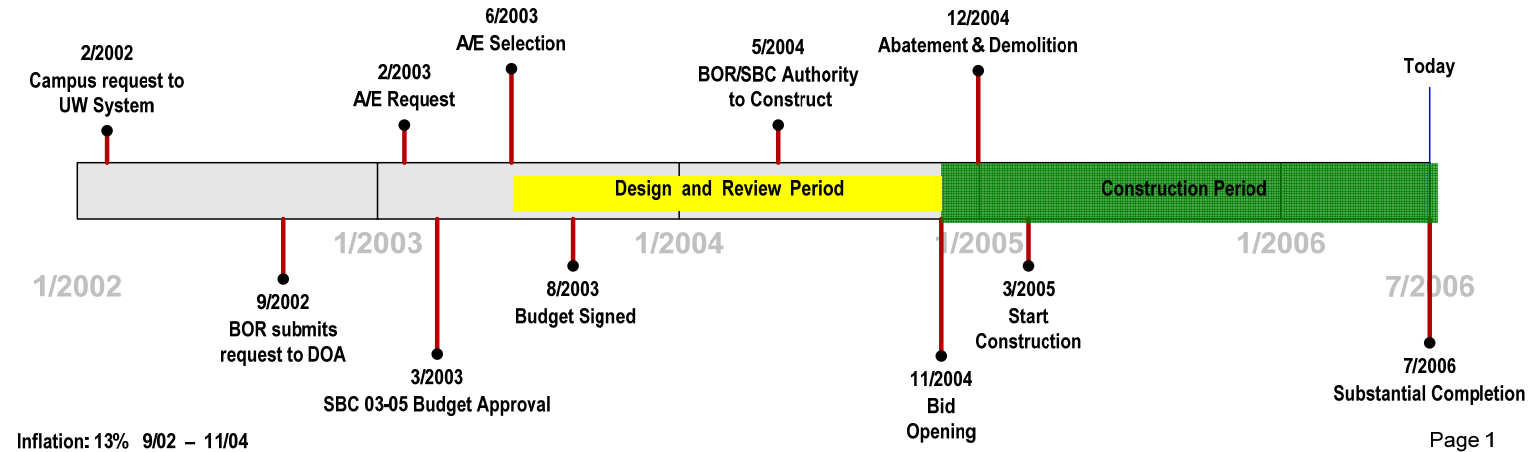 2/2002
Campus request to
UW System
2/2003
A/E Request
6/2003
A/E Selection
5/2004
BOR/SBC Authority
to Construct
12/2004
Abatement & Demolition
Today
Design and Review Period
Construction Period
1/2002
1/2003
1/2004
1/2005
1/2006
7/2006
9/2002
BOR submits
request to DOA
3/2003
SBC 03-05 Budget Approval
8/2003
Budget Signed
11/2004
Bid
Opening
3/2005
Start
Construction
7/2006
Substantial Completion
Inflation: 13% 9/02 – 11/04
Page 1